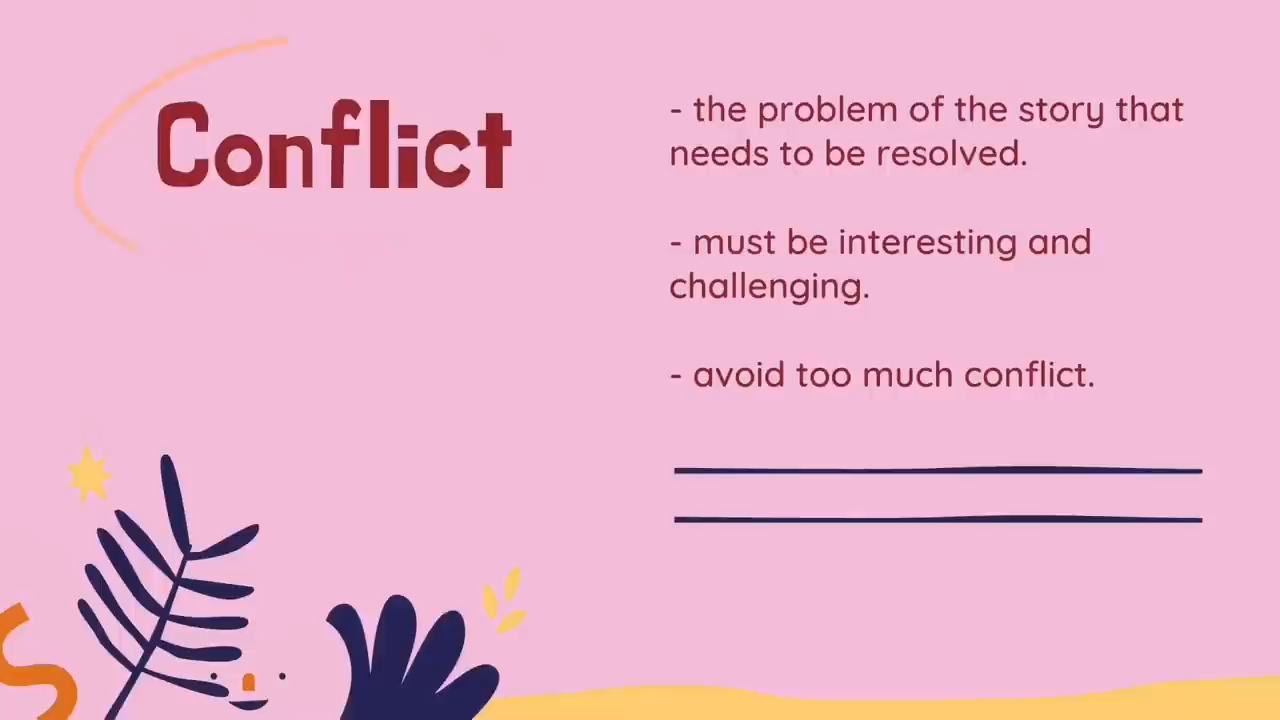 Conflict
- the problem of the story that
needs to be resolved.
- must be interesting and
challenging.
- avoid too much conflict.